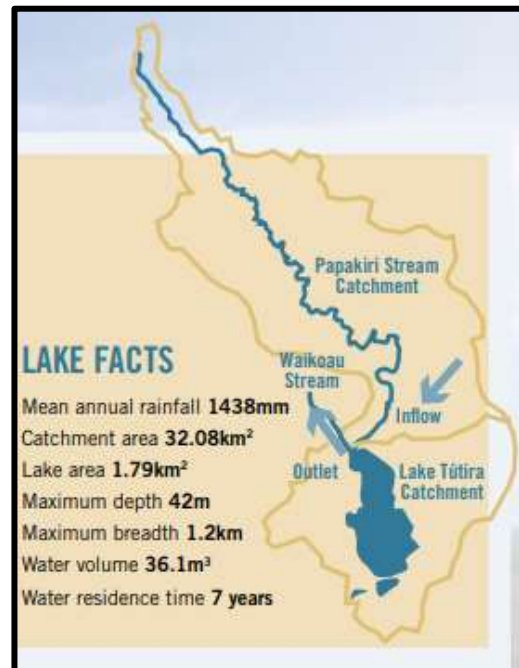 Papakiri Stream
Catchment
LAKE FACTS
Waikoau
Stream
Mean annual rainfall 1438mm
Inflow
Catchment area 32.08km²
Lake area 1.79km²
Outlet
Lake Tútira
Catchment
Maximum depth 42m
Maximum breadth 1.2km
Water volume 36.1m³
Water residence time 7 years